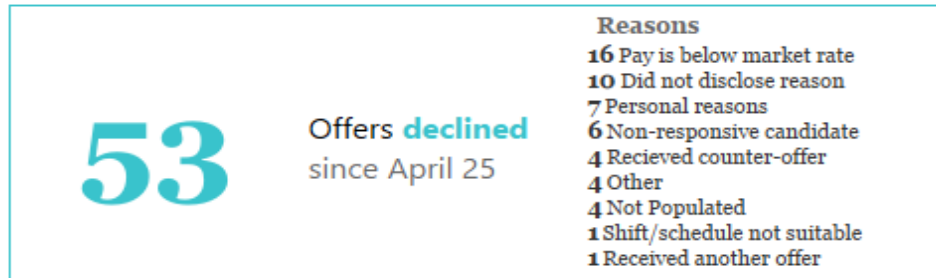 53
Offers declined
since April 25
Reasons
16 Pay is below market rate
10 Did not disclose reason
7 Personal reasons
6 Non-responsive candidate
4 Recieved counter-offer
4 Other
4 Not Populated
1 Shift/schedule not suitable
1 Received another offer